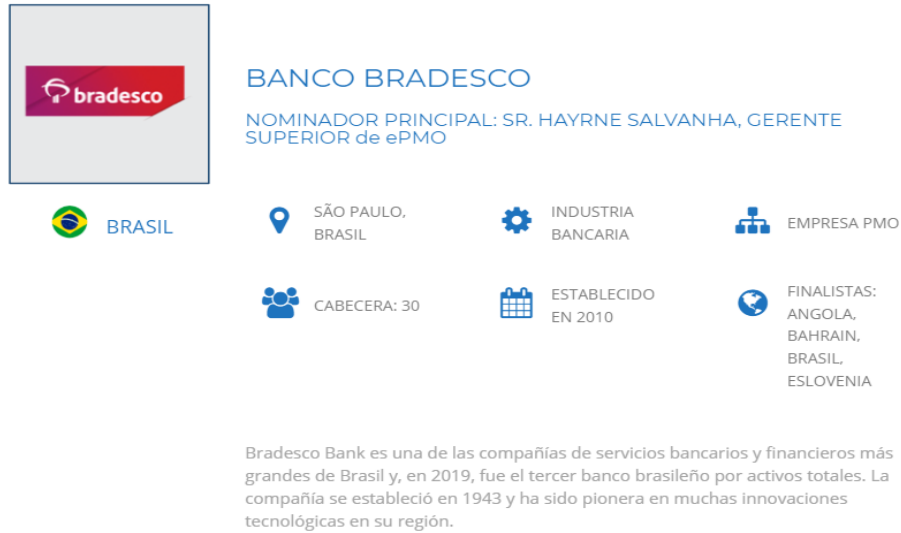 bradesco
BANCO BRADESCO
NOMINADOR PRINCIPAL: SR. HAYRNE SALVANHA, GERENTE
SUPERIOR de ePMO
BRASIL
SÃO PAULO,
BRASIL
INDUSTRIA
BANCARIA
EMPRESA PMO
CABECERA: 30
ESTABLECIDO
EN 2010
FINALISTAS:
ANGOLA,
BAHRAIN,
BRASIL,
ESLOVENIA
Bradesco Bank es una de las compañías de servicios bancarios y financieros más
grandes de Brasil y, en 2019, fue el tercer banco brasileño por activos totales. La
compañía se estableció en 1943 y ha sido pionera en muchas innovaciones
tecnológicas en su región.